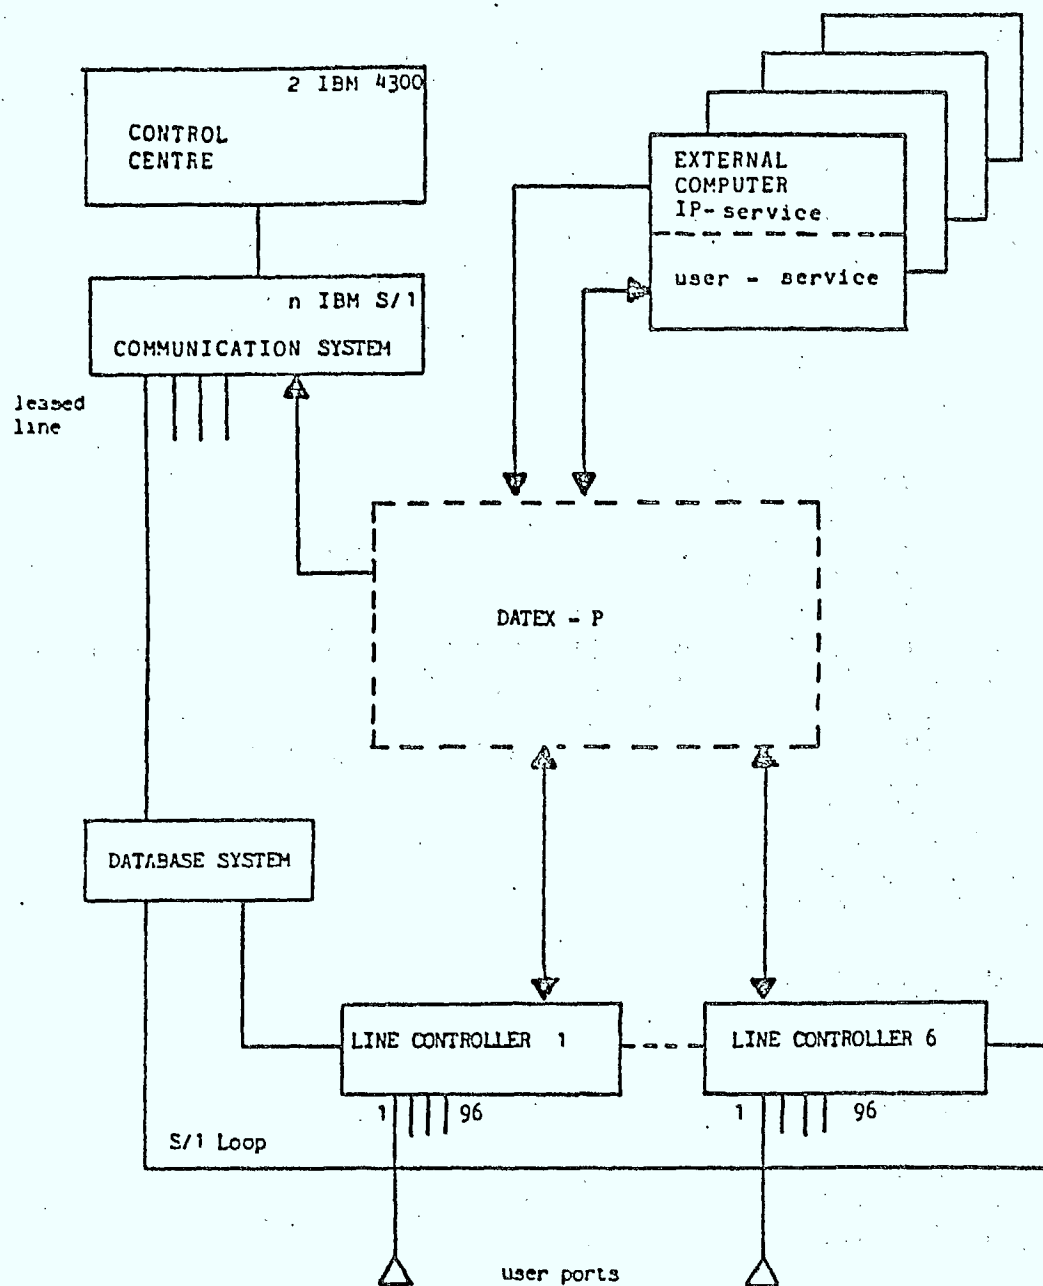 2 IBM 4300
CONTROL
CENTRE
EXTERNAL
COMPUTER
IP-service
user - service
n IBM S/1
COMMUNICATION SYSTEM
leased
line
DATEX - P
DATABASE SYSTEM
LINE CONTROLLER 1
LINE CONTROLLER 6
1 96
1 96
S/1 Loop
user ports